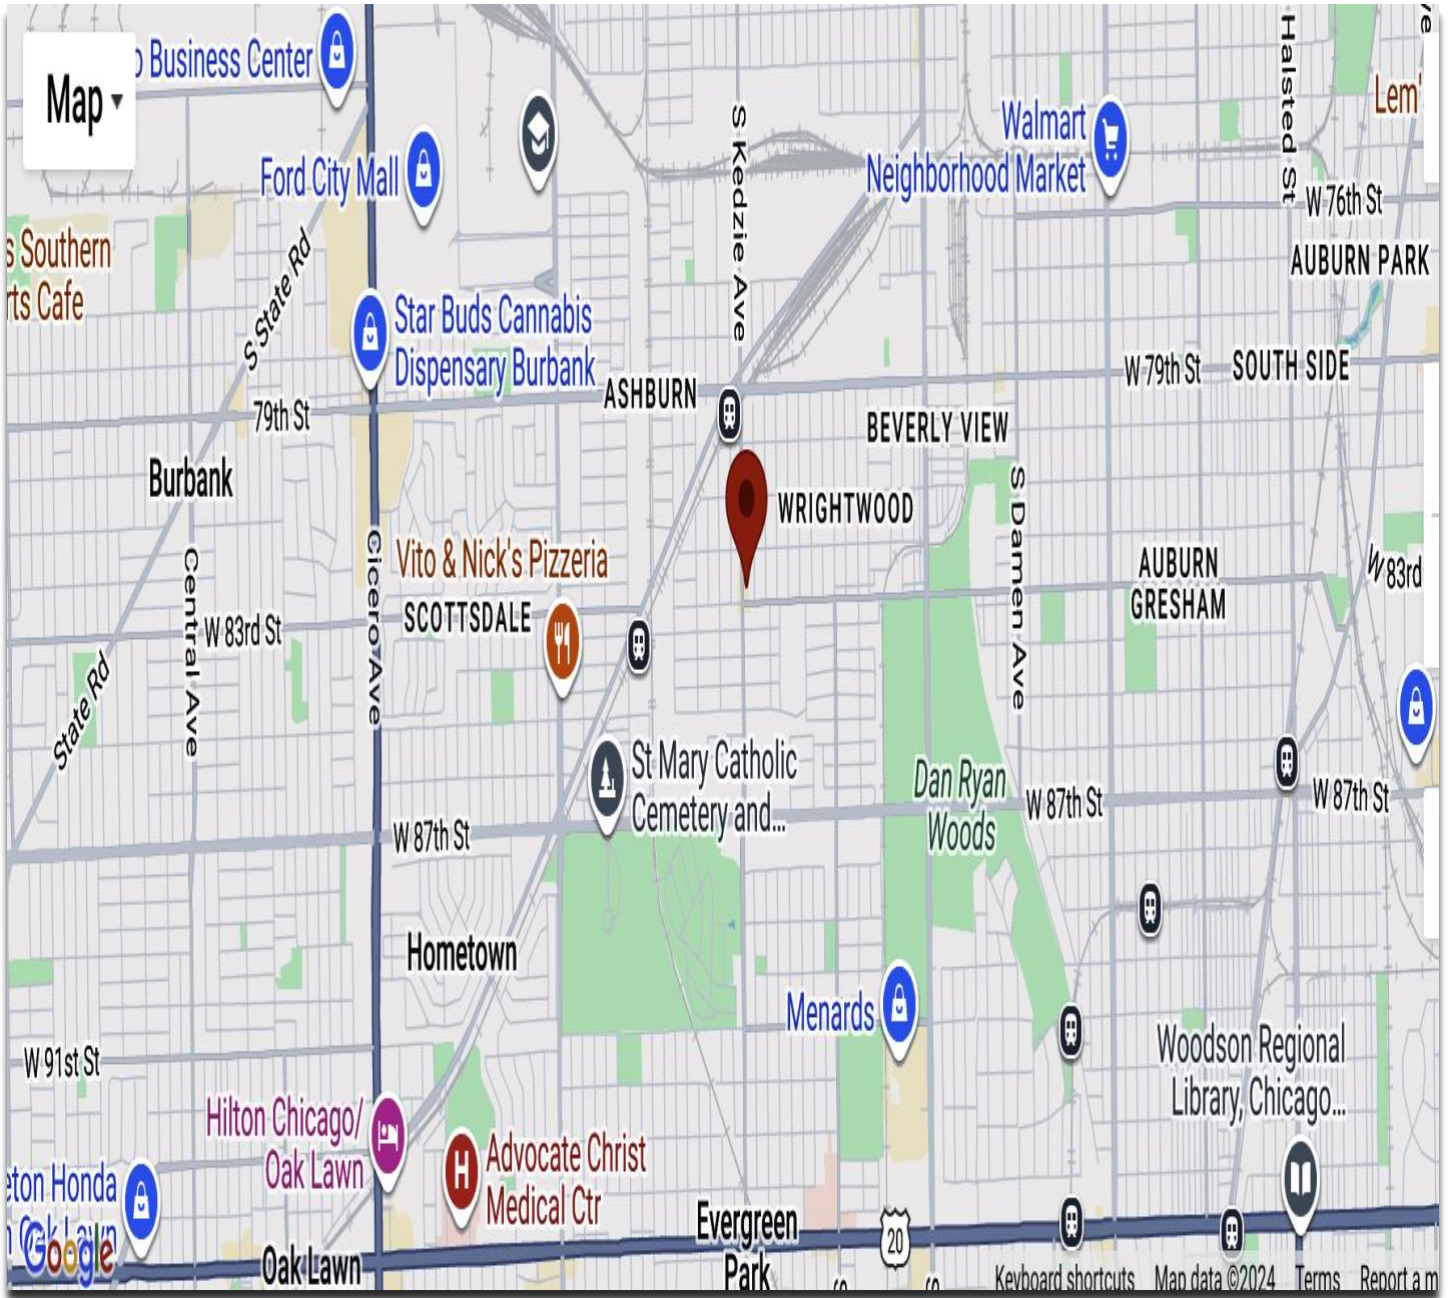 Map
Business Center
Ford City Mall
S Kedzie Ave
Walmart
Neighborhood Market
Halsted St
Lem'
W 76th St
AUBURN PARK
s Southern
rts Cafe
S State Rd
Star Buds Cannabis
Dispensary Burbank
ASHBURN
W 79th St
SOUTH SIDE
79th St
BEVERLY VIEW
Burbank
WRIGHTWOOD
S Damen Ave
Vito & Nick's Pizzeria
SCOTTSDALE
AUBURN
GRESHAM
W 83rd
Central Ave
W 83rd St
Cicero Ave
State Rd
St Mary Catholic
Cemetery and...
Dan Ryan
Woods
W 87th St
W 87th St
W 87th St
Hometown
Menards
W 91st St
Woodson Regional
Library, Chicago...
Hilton Chicago/
Oak Lawn
Advocate Christ
Medical Ctr
eton Honda
Oak Lawn
Google
Evergreen
Park
20
Oak Lawn
Keyboard shortcuts Map data ©2024 Terms Report a m